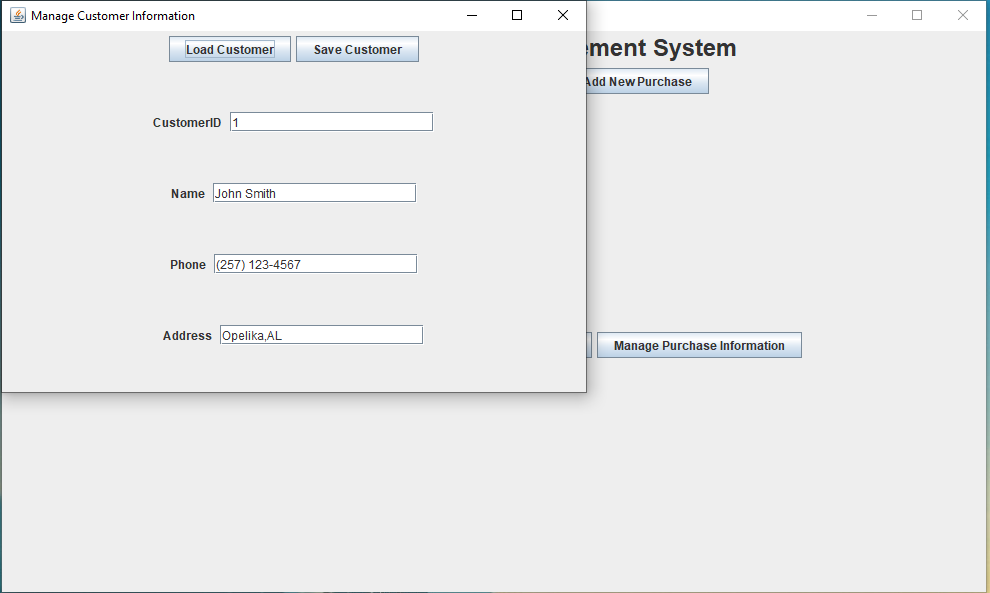 Manage Customer Information
Load Customer Save Customer
CustomerID 1
Name John Smith
Phone (257) 123-4567
Address Opelika,AL
ement System
Add New Purchase
Manage Purchase Information